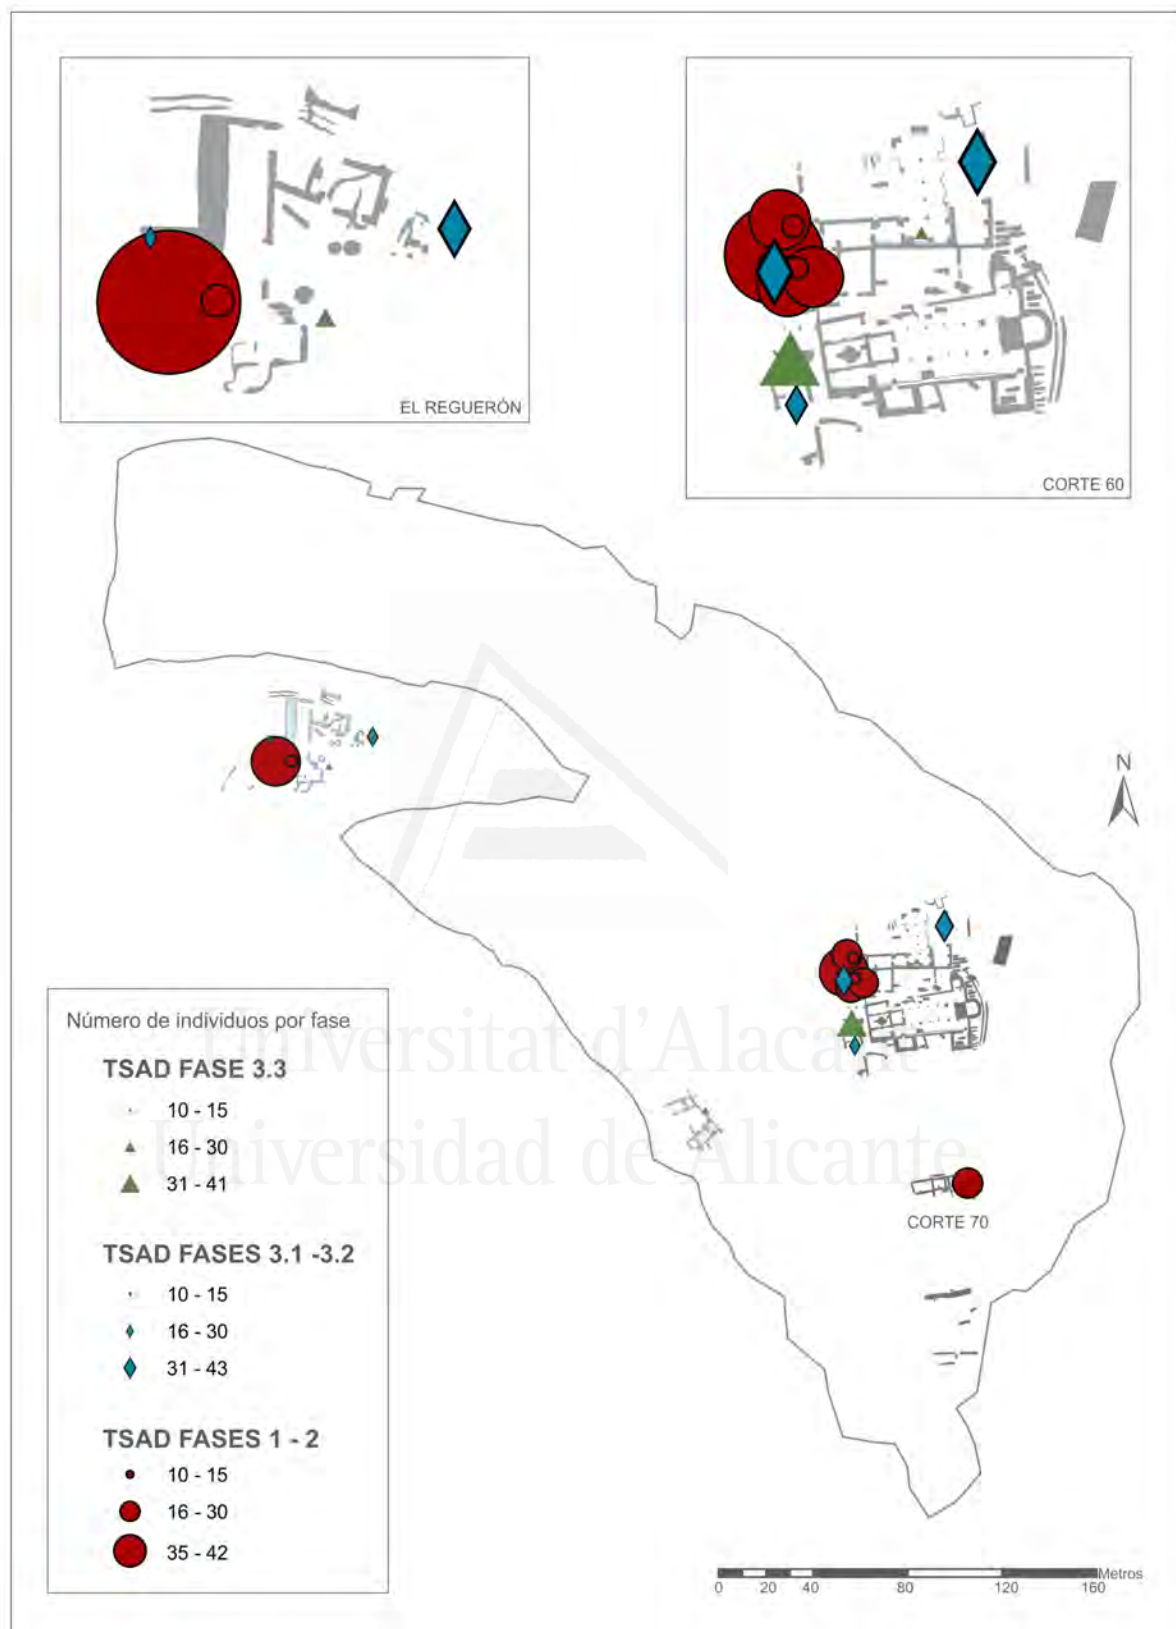 EL REGUERÓN
CORTE 60
N
Universitat d'Alacant
Universidad de Alicante
CORTE 70
Número de individuos por fase
TSAD FASE 3.3
10 - 15
16 - 30
31 - 41
TSAD FASES 3.1 -3.2
10 - 15
16 - 30
31 - 43
TSAD FASES 1 - 2
10 - 15
16 - 30
35 - 42
Metros
0 20 40 80 120 160